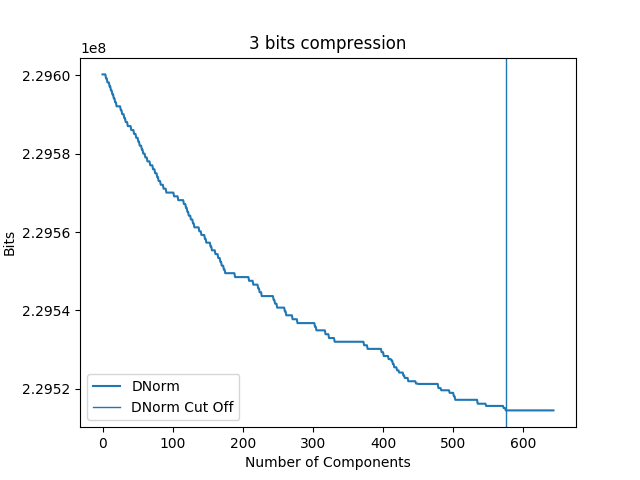 3 bits compression
1e8
2.2960
2.2958
2.2956
2.2954
2.2952
Bits
DNorm
DNorm Cut Off
0 100 200 300 400 500 600
Number of Components